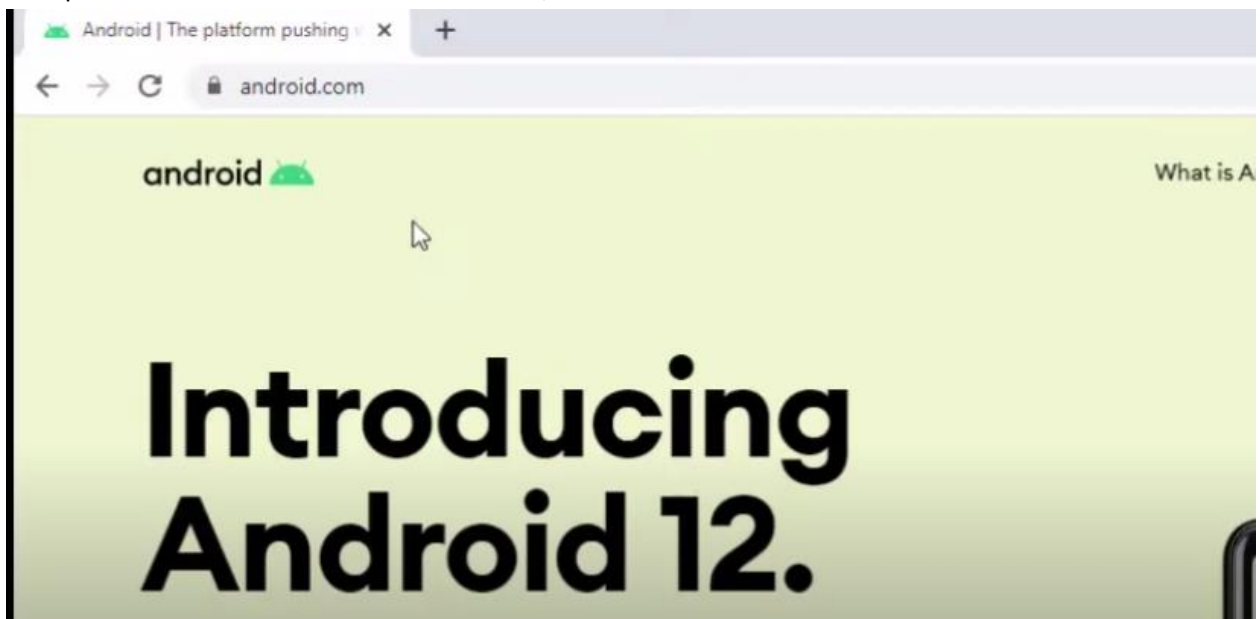 Android | The platform pushing
android.com
android
What is A
Introducing
Android 12.